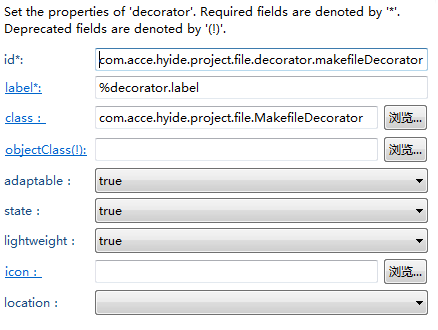 Set the properties of 'decorator'. Required fields are denoted by '*'.
Deprecated fields are denoted by '(!)'.
id*: com.acce.hyide.project.file.decorator.makefileDecorator
label*: %decorator.label
class： com.acce.hyide.project.file.MakefileDecorator 浏览...
objectClass(!): 浏览...
adaptable： true
state： true
lightweight： true
icon： 浏览...
location：